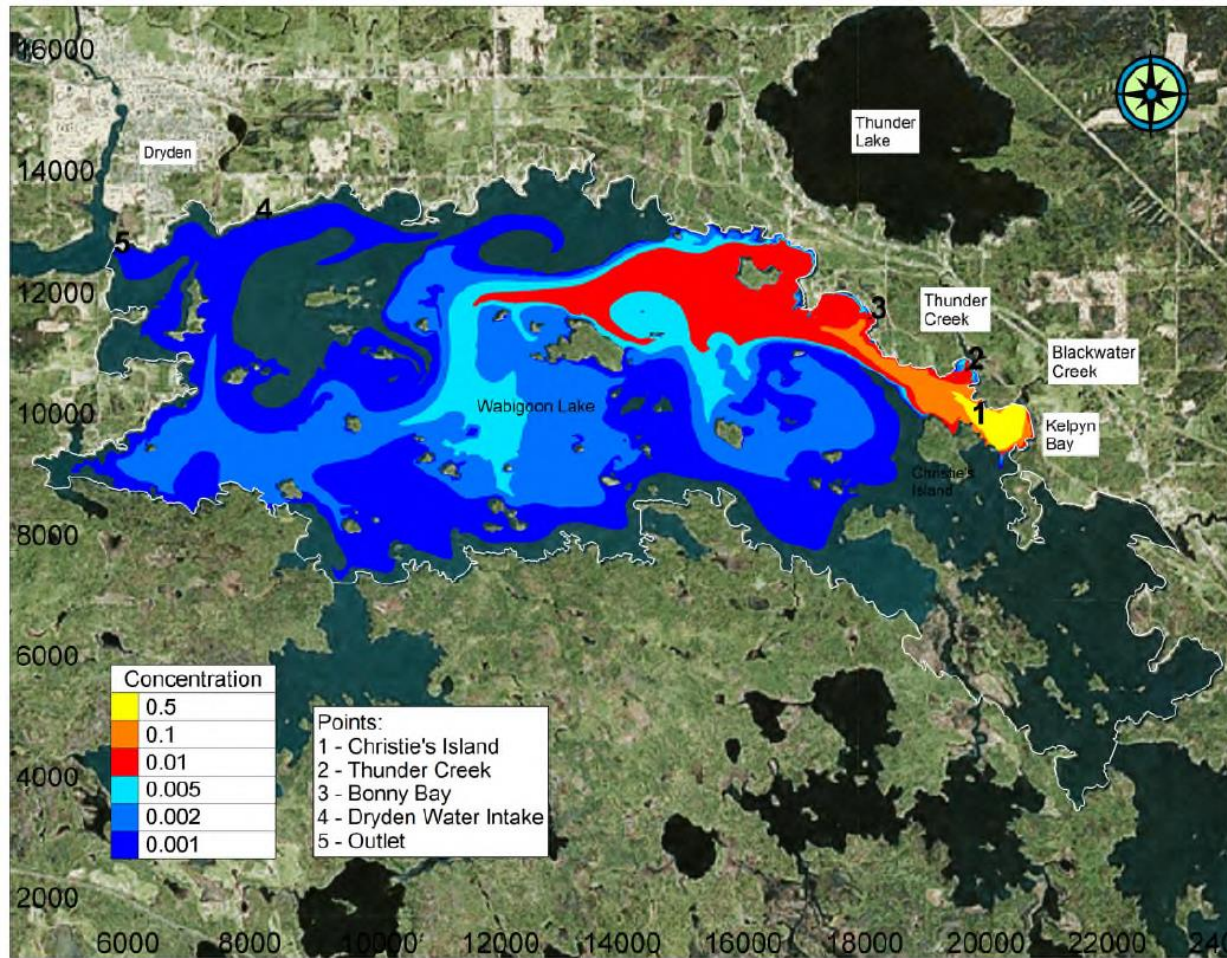 16000
14000
12000
10000
8000
6000
4000
2000
6000
8000
10000
12000
14000
16000
18000
20000
22000
24
Dryden
Thunder
Lake
4
5
3
Thunder
Creek
2
Blackwater
Creek
1
Kelpyn
Bay
Wabigoon Lake
Christie's
Island
Concentration
0.5
0.1
0.01
0.005
0.002
0.001
Points:
1 - Christie's Island
2 - Thunder Creek
3 - Bonny Bay
4 - Dryden Water Intake
5 - Outlet